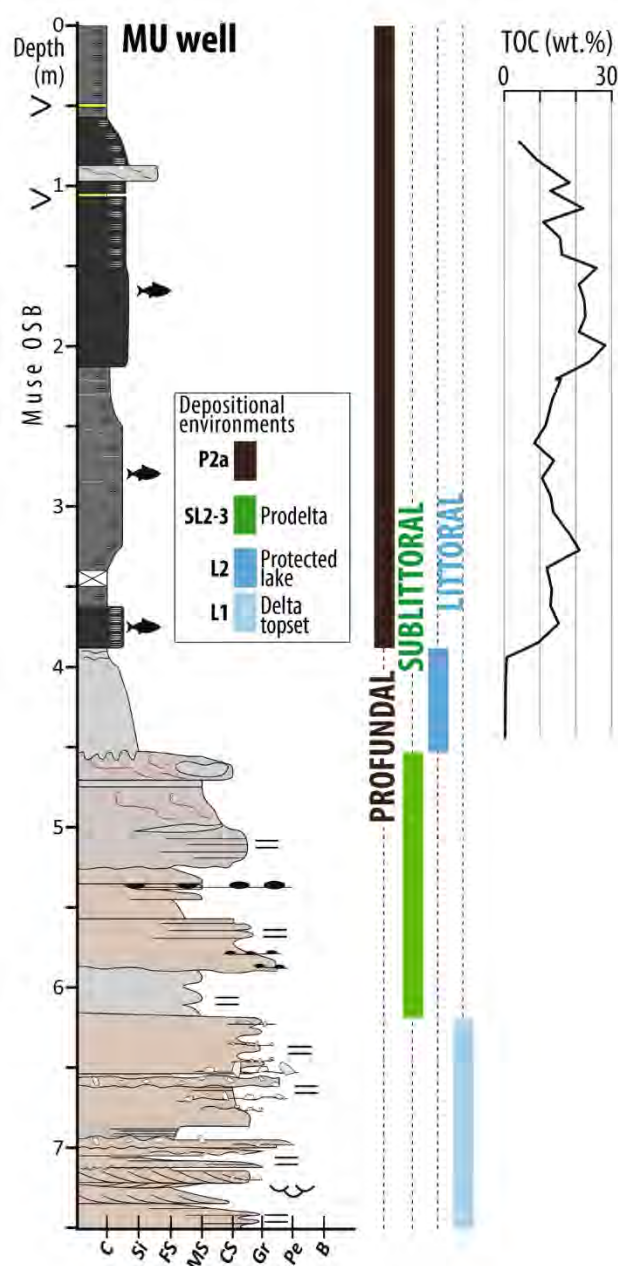 MU well
TOC (wt.%)
0 30
Depth
(m)
0
1
2
3
4
5
6
7
Muse OSB
Depositional
environments
P2a
SL2-3 Prodelta
L2 Protected
lake
L1 Delta
topset
PROFUNDAL
SUBLITTORAL
LITTORAL
C Si FS MS CS Gr Pe B